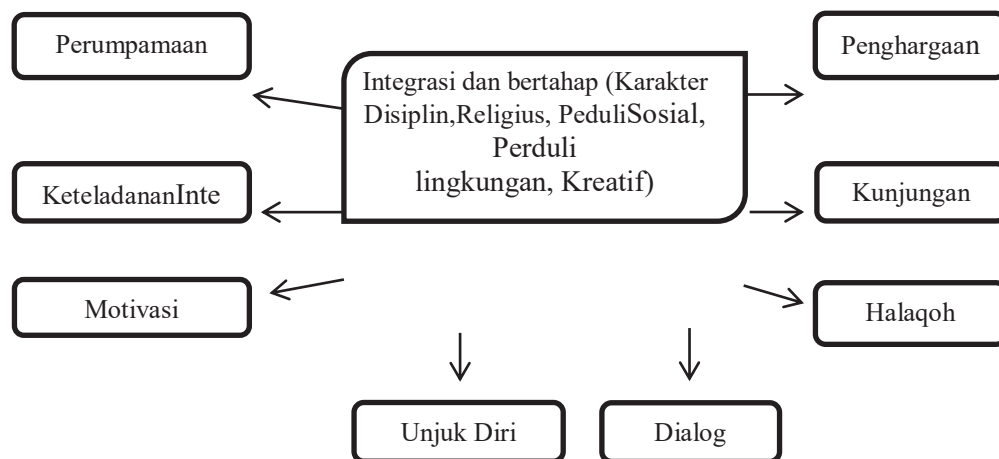 Perumpamaan
Integrasi dan bertahap (Karakter
Disiplin,Religius, PeduliSosial,
Perduli
lingkungan, Kreatif)
Penghargaan
KeteladananInte
Kunjungan
Motivasi
Halaqoh
Unjuk Diri
Dialog